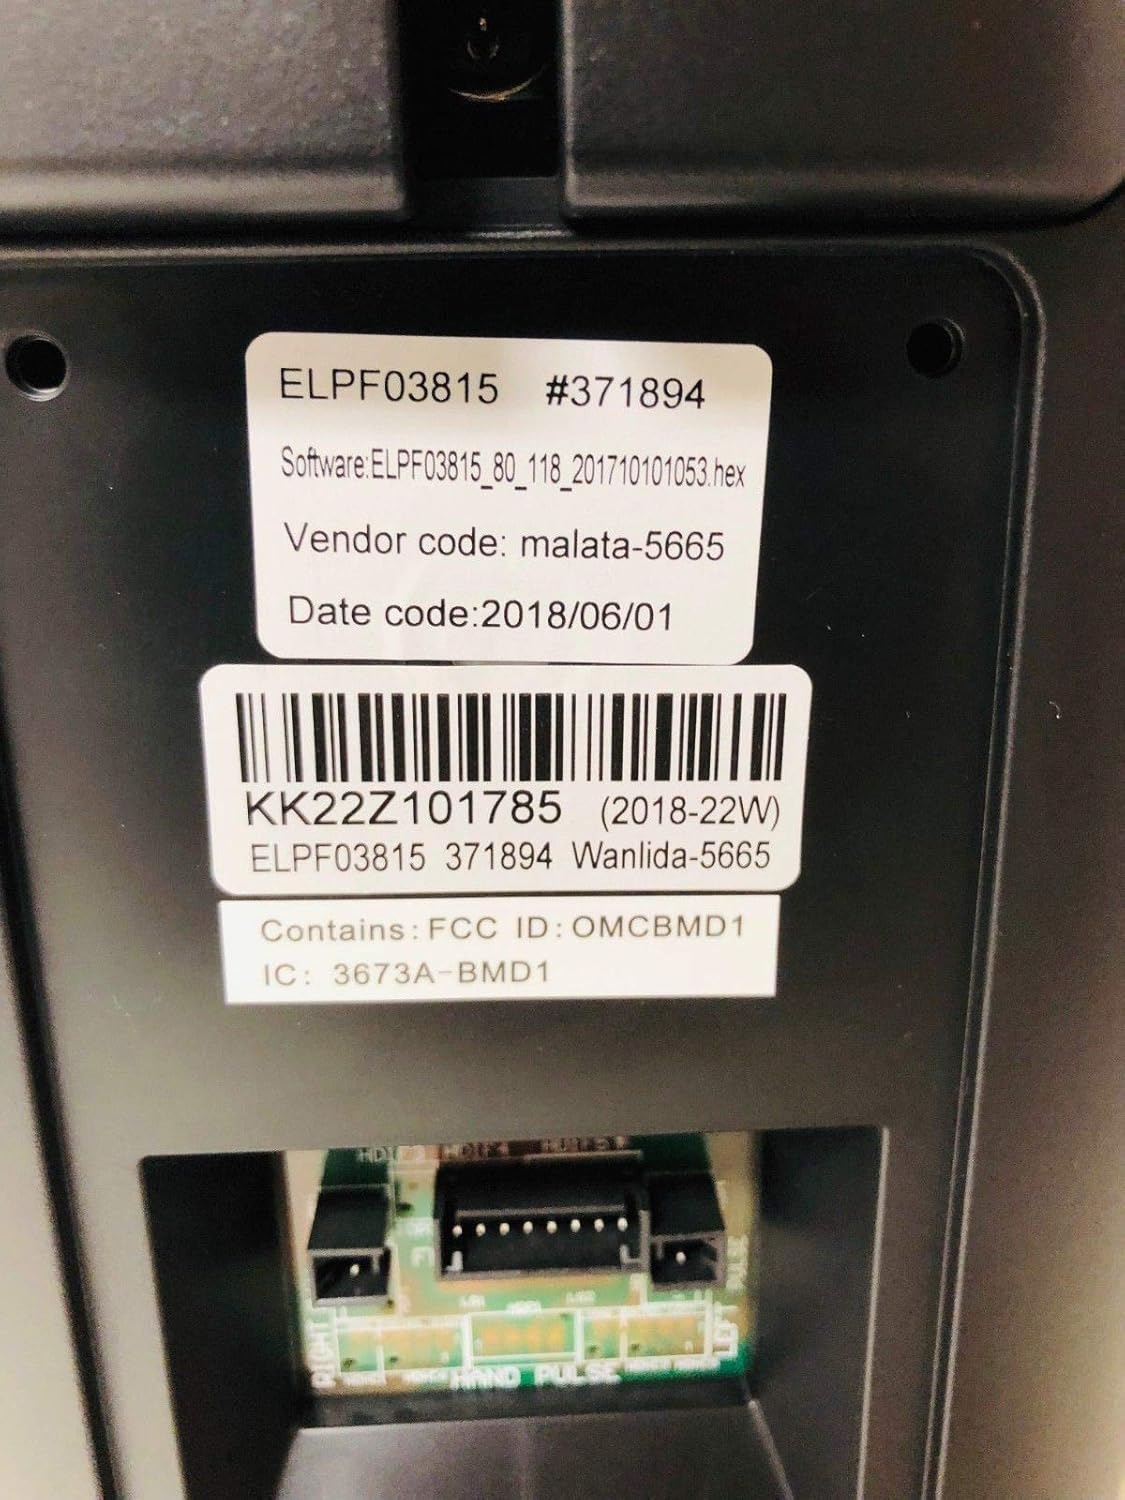 ELPF03815 #371894
Software:ELPF03815_80_118_201710101053.hex
Vendor code: malata-5665
Date code:2018/06/01
KK22Z101785 (2018-22W)
ELPF03815 371894 Wanlida-5665
Contains: FCC ID: OMCBMD1
IC: 3673A-BMD1
RIGHT
PULSE
LEFT
HAND PULSE